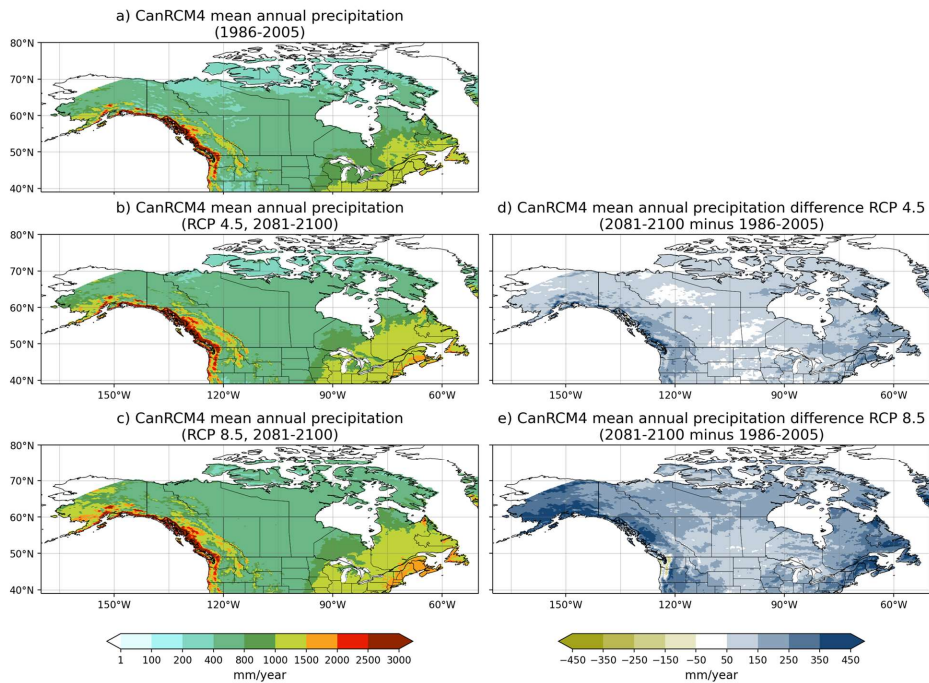 a) CanRCM4 mean annual precipitation
(1986-2005)
80°N
70°N
60°N
50°N
40°N
b) CanRCM4 mean annual precipitation
(RCP 4.5, 2081-2100)
d) CanRCM4 mean annual precipitation difference RCP 4.5
(2081-2100 minus 1986-2005)
80°N
70°N
60°N
50°N
40°N
150°W 120°W 90°W 60°W
150°W 120°W 90°W 60°W
c) CanRCM4 mean annual precipitation
(RCP 8.5, 2081-2100)
e) CanRCM4 mean annual precipitation difference RCP 8.5
(2081-2100 minus 1986-2005)
80°N
70°N
60°N
50°N
40°N
150°W 120°W 90°W 60°W
150°W 120°W 90°W 60°W
1 100 200 400 800 1000 1500 2000 2500 3000
mm/year
−450 −350 −250 −150 −50 50 150 250 350 450
mm/year